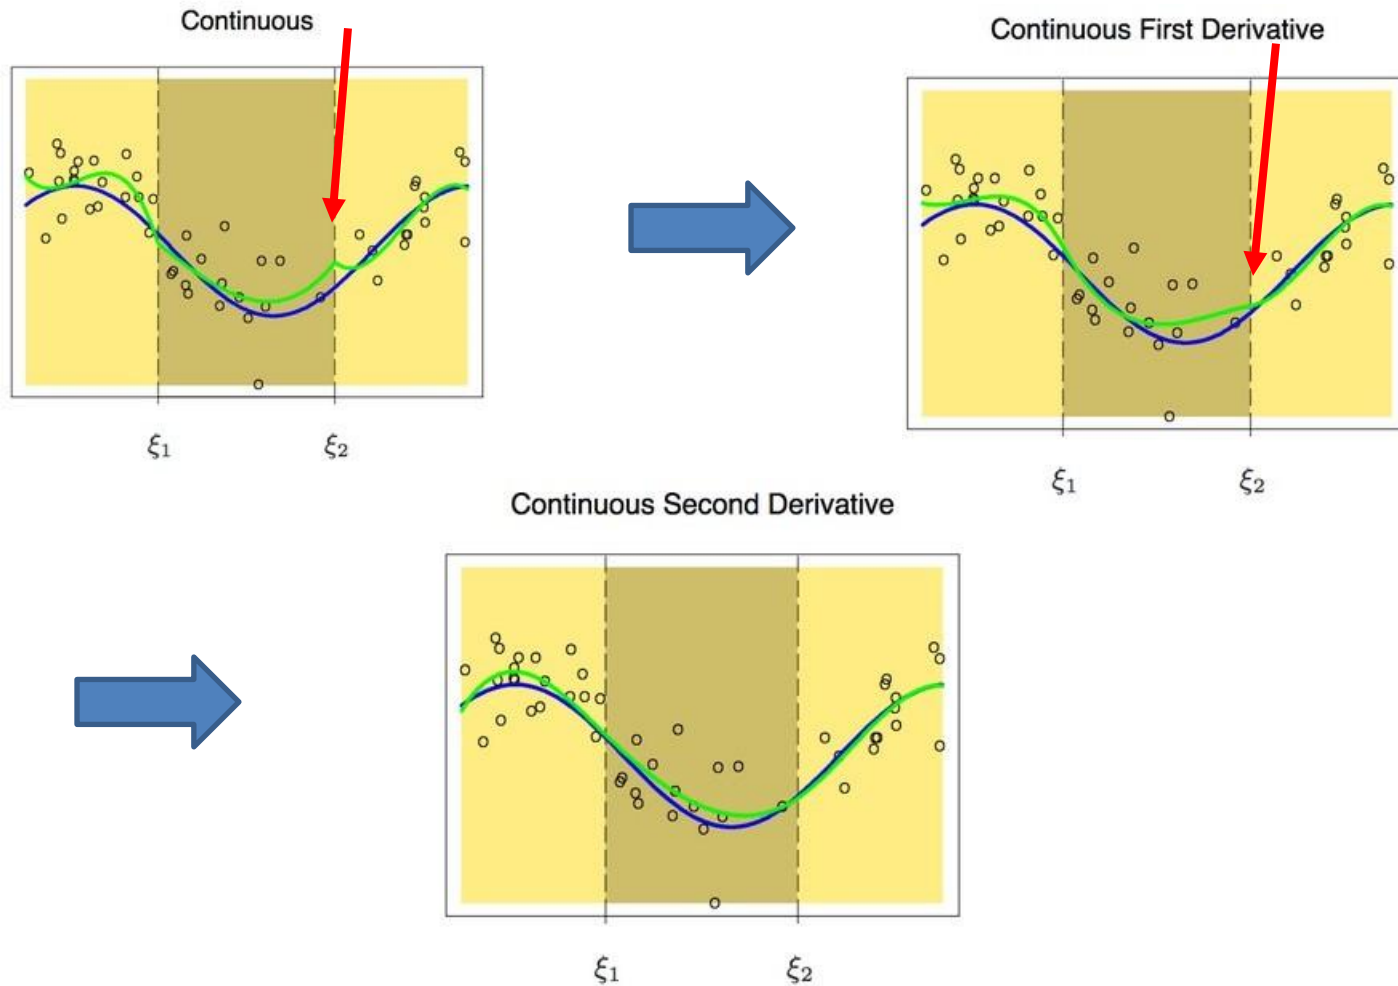 Continuous
Continuous First Derivative
ξ₁ ξ₂
ξ₁ ξ₂
Continuous Second Derivative
ξ₁ ξ₂